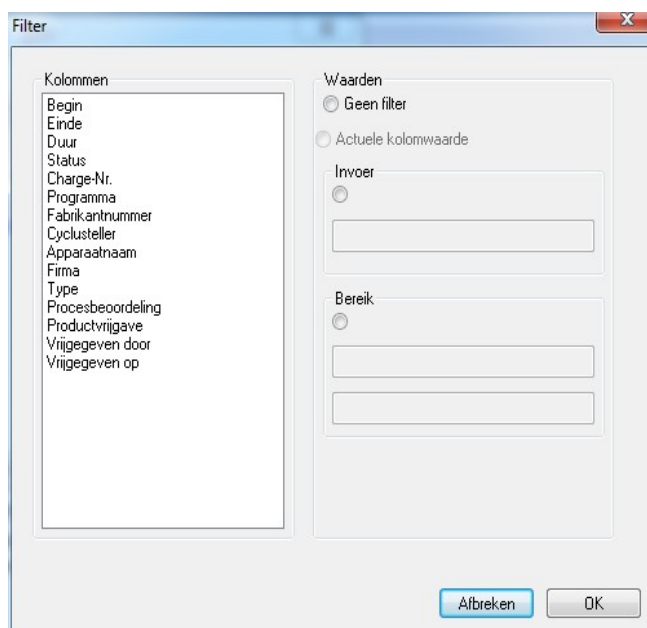 Filter
Kolommen
Begin
Einde
Duur
Status
Charge-Nr.
Programma
Fabrikantnummer
Cyclusteller
Apparaatnaam
Firma
Type
Procesbeoordeling
Productvrijgave
Vrijgegeven door
Vrijgegeven op
Waarden
Geen filter
Actuele kolomwaarde
Invoer
Bereik
Afbreken
OK